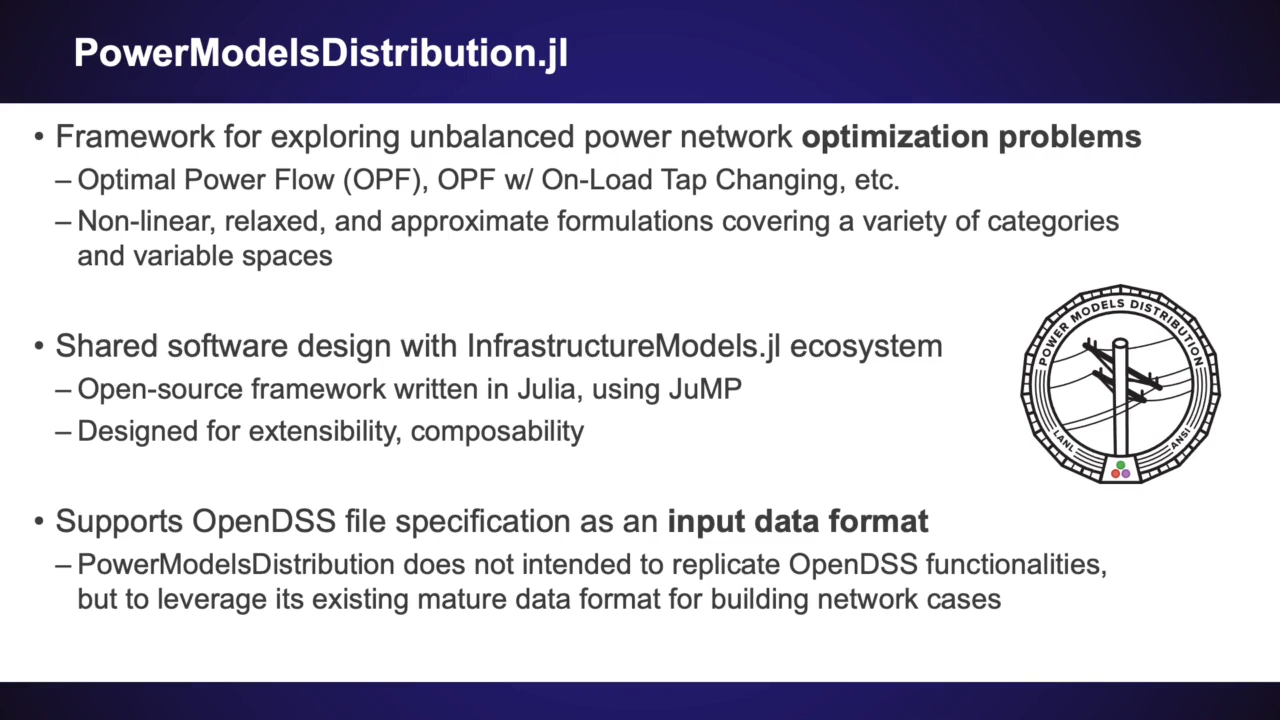 PowerModelsDistribution.jl
• Framework for exploring unbalanced power network optimization problems
– Optimal Power Flow (OPF), OPF w/ On-Load Tap Changing, etc.
– Non-linear, relaxed, and approximate formulations covering a variety of categories
and variable spaces
• Shared software design with InfrastructureModels.jl ecosystem
– Open-source framework written in Julia, using JuMP
– Designed for extensibility, composability
POWER MODELS DISTRIBUTION
LANL
ANSI
• Supports OpenDSS file specification as an input data format
– PowerModelsDistribution does not intended to replicate OpenDSS functionalities,
but to leverage its existing mature data format for building network cases